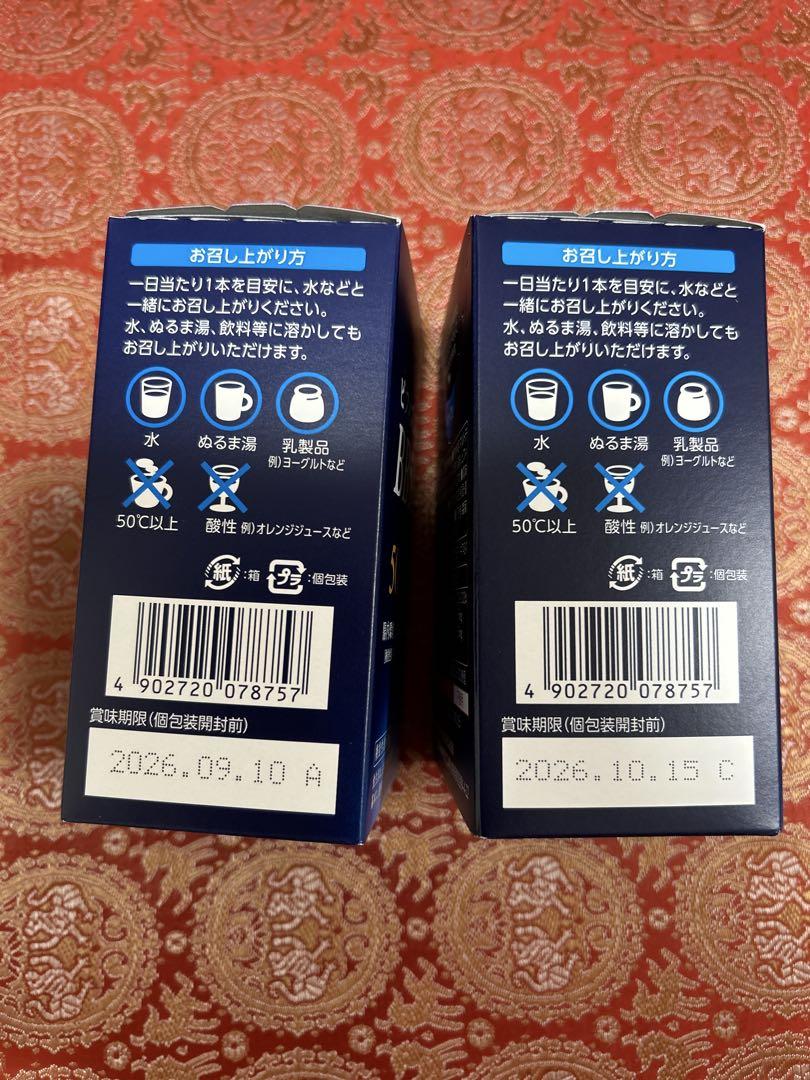 お召し上がり方
一日当たり1本を目安に、水などと
一緒にお召し上がりください。
水、ぬるま湯、飲料等に溶かしても
お召し上がりいただけます。
水
ぬるま湯
乳製品
例)ヨーグルトなど
50℃以上
酸性 例)オレンジジュースなど
紙:箱
プラ:個包装
4 902720 078757
賞味期限(個包装開封前)
2026.09.10 A
お召し上がり方
一日当たり1本を目安に、水などと
一緒にお召し上がりください。
水、ぬるま湯、飲料等に溶かしても
お召し上がりいただけます。
水
ぬるま湯
乳製品
例)ヨーグルトなど
50℃以上
酸性 例)オレンジジュースなど
紙:箱
プラ:個包装
4 902720 078757
賞味期限(個包装開封前)
2026.10.15 C